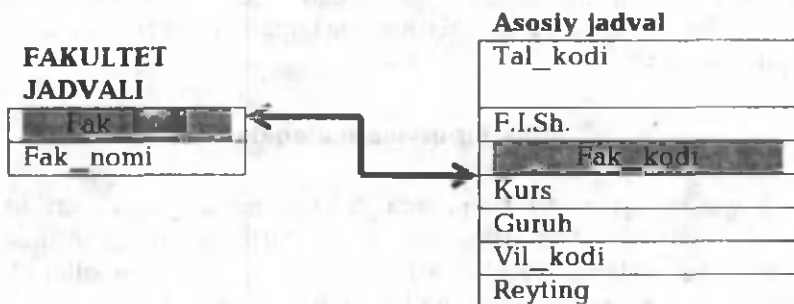 FAKULTET
JADVALI
Fak
Fak_nomi
Asosiy jadval
Tal_kodi
F.I.Sh.
Fak_kodi
Kurs
Guruh
Vil_kodi
Reyting